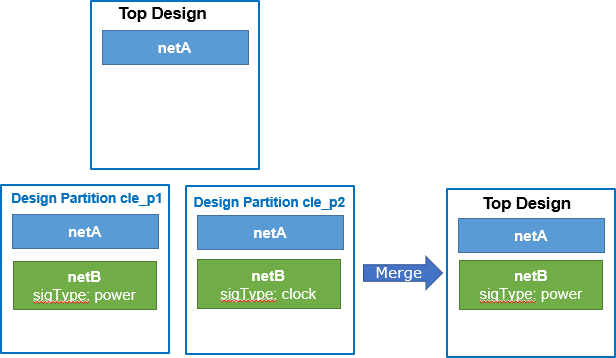 Top Design
netA
Design Partition cle_p1
netA
netB
sigType: power
Design Partition cle_p2
netA
netB
sigType: clock
Merge
Top Design
netA
netB
sigType: power